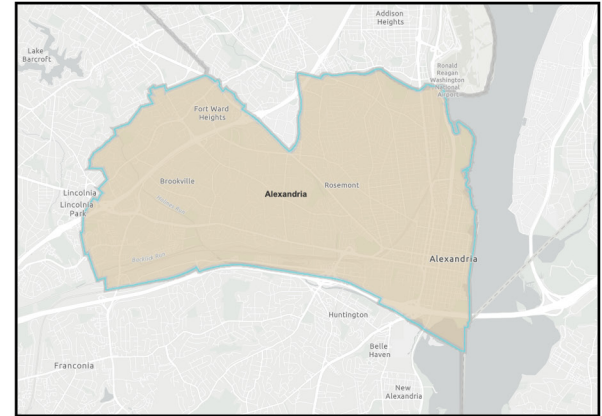 Addison
Heights
Lake
Barcroft
Ronald
Reagan
Washington
National
Airport
Fort Ward
Heights
Brookville
Rosemont
Alexandria
Lincolnia
Lincolnia
Park
Alexandria
Huntington
Belle
Haven
Franconia
New
Alexandria